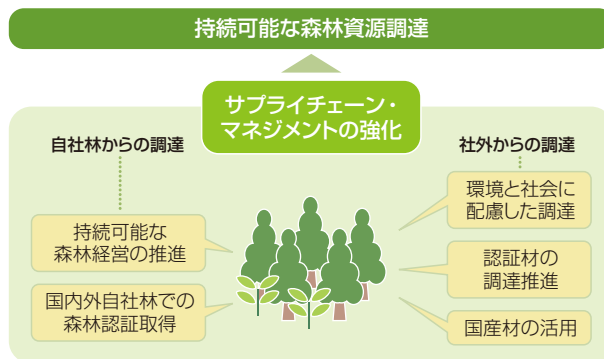 持続可能な森林資源調達
サプライチェーン・
マネジメントの強化
自社林からの調達
持続可能な
森林経営の推進
国内外自社林での
森林認証取得
社外からの調達
環境と社会に
配慮した調達
認証材の
調達推進
国産材の活用